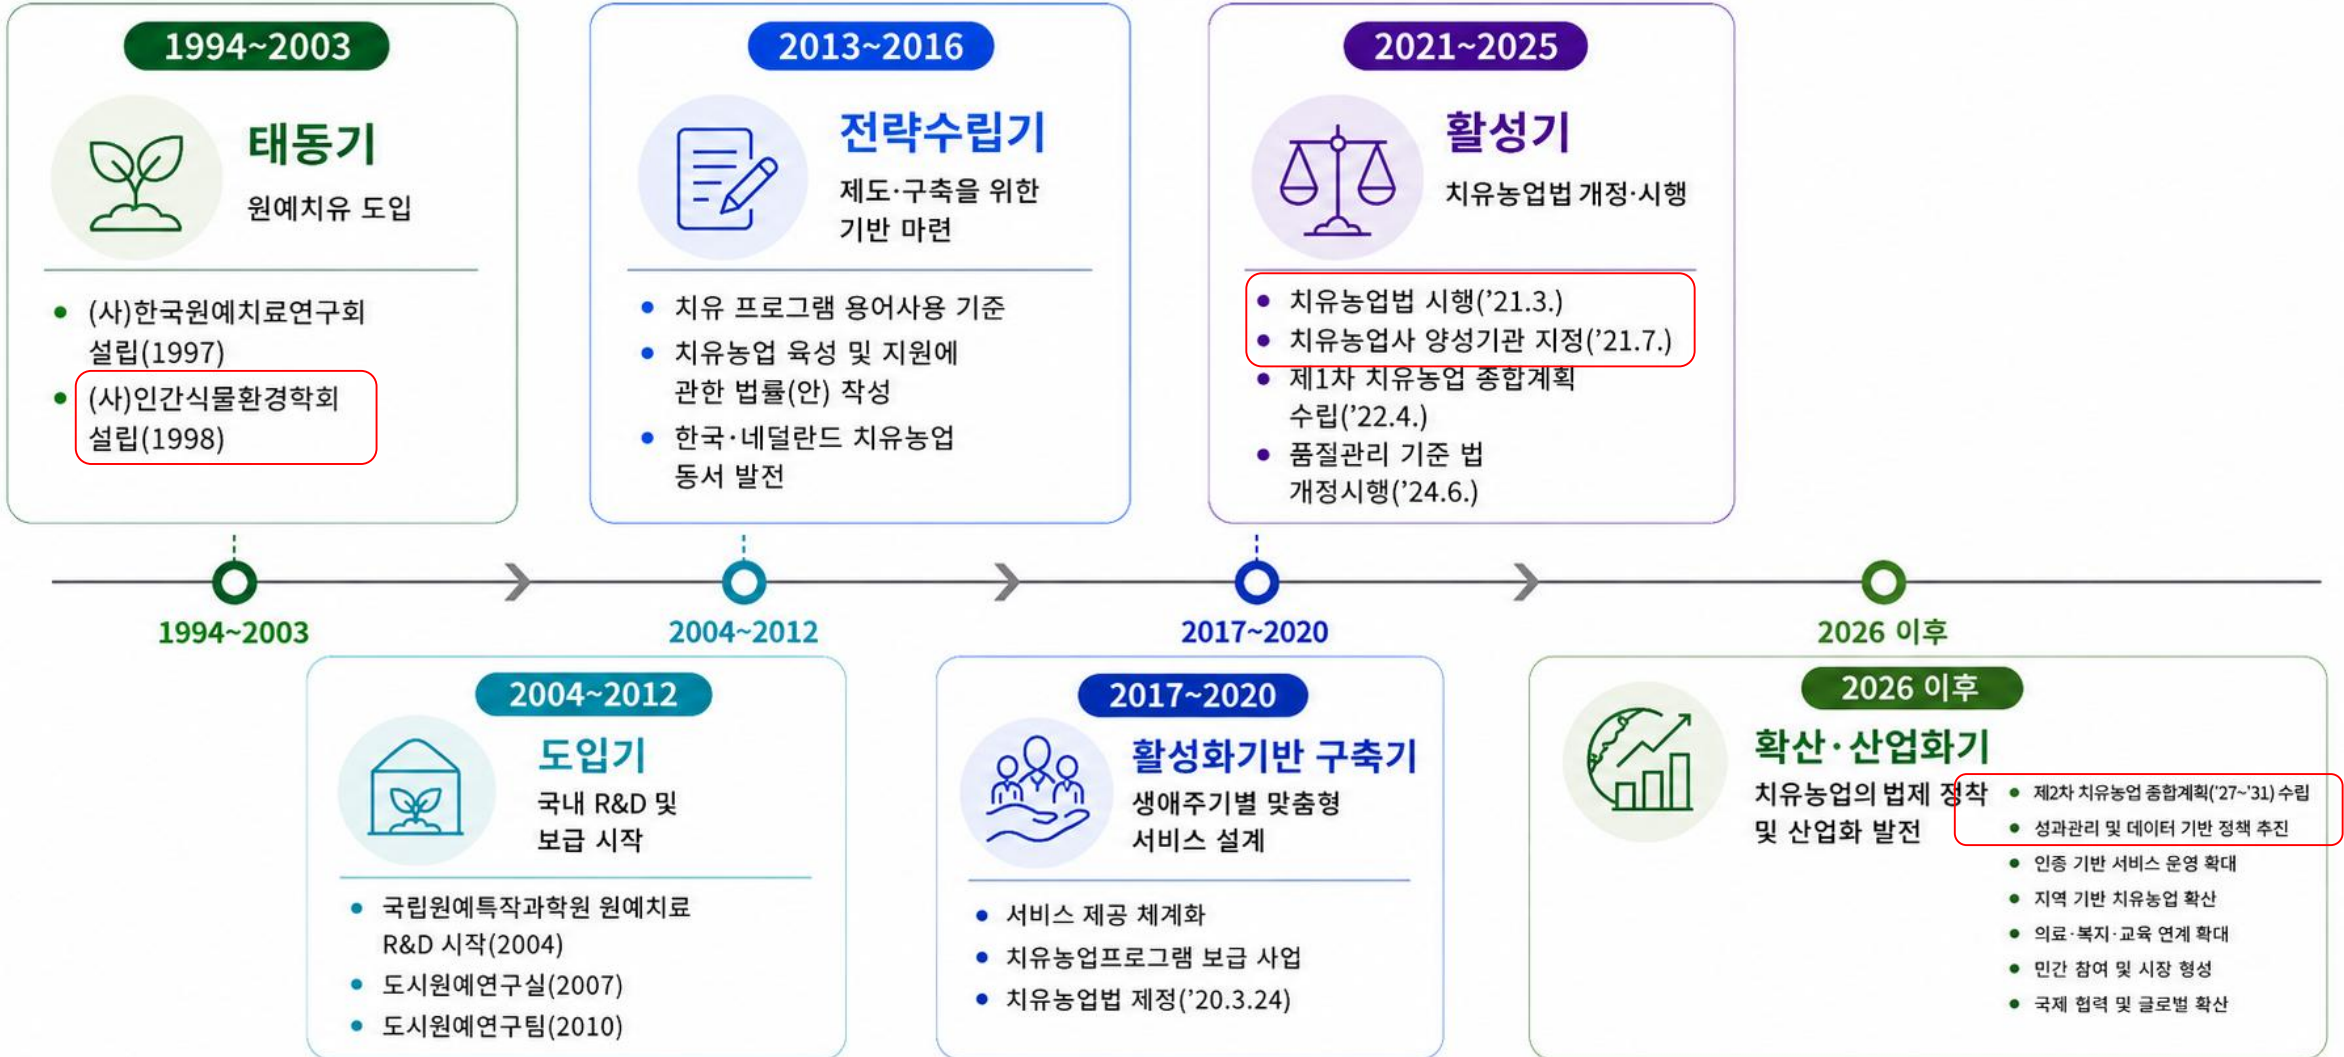 1994~2003
태동기
원예치유 도입
• (사)한국원예치료연구회
설립(1997)
• (사)인간식물환경학회
설립(1998)
2013~2016
전략수립기
제도·구축을 위한
기반 마련
• 치유 프로그램 용어사용 기준
• 치유농업 육성 및 지원에
관한 법률(안) 착성
• 한국·네덜란드 치유농업
동서 발전
2021~2025
활성기
치유농업법 개정·시행
• 치유농업법 시행('21.3.)
• 치유농업사 양성기관 지정('21.7.)
• 제1차 치유농업 종합계획
수립('22.4.)
• 품절관리 기준 법
개정시행('24.6.)
1994~2003
2004~2012
2017~2020
2026 이후
2004~2012
도입기
국내 R&D 및
보급 시작
• 국립원예특작과학원 원예치료
R&D 시작(2004)
• 도시원예연구실(2007)
• 도시원예연구팀(2010)
2017~2020
활성화기반 구축기
생애주기별 맞춤형
서비스 설계
• 서비스 제공 체계화
• 치유농업프로그램 보급 사업
• 치유농업법 제정('20.3.24)
2026 이후
확산·산업화기
치유농업의 법제 정착
및 산업화 발전
• 제2차 치유농업 종합계획('27~'31) 수립
• 성과관리 및 데이터 기반 정책 추진
• 인증 기반 서비스 운영 확대
• 지역 기반 치유농업 확산
• 의료·복지·교육 연계 확대
• 민간 참여 및 시장 형성
• 국제 협력 및 글로벌 확산